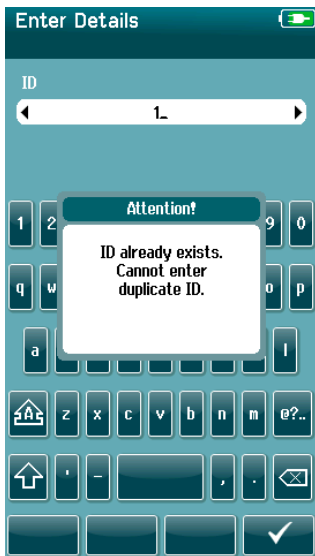 Enter Details
ID
1_
Attention!
ID already exists.
Cannot enter
duplicate ID.
1 2 9 0
q w o p
a l
A z x c v b n m @?..
' - , .